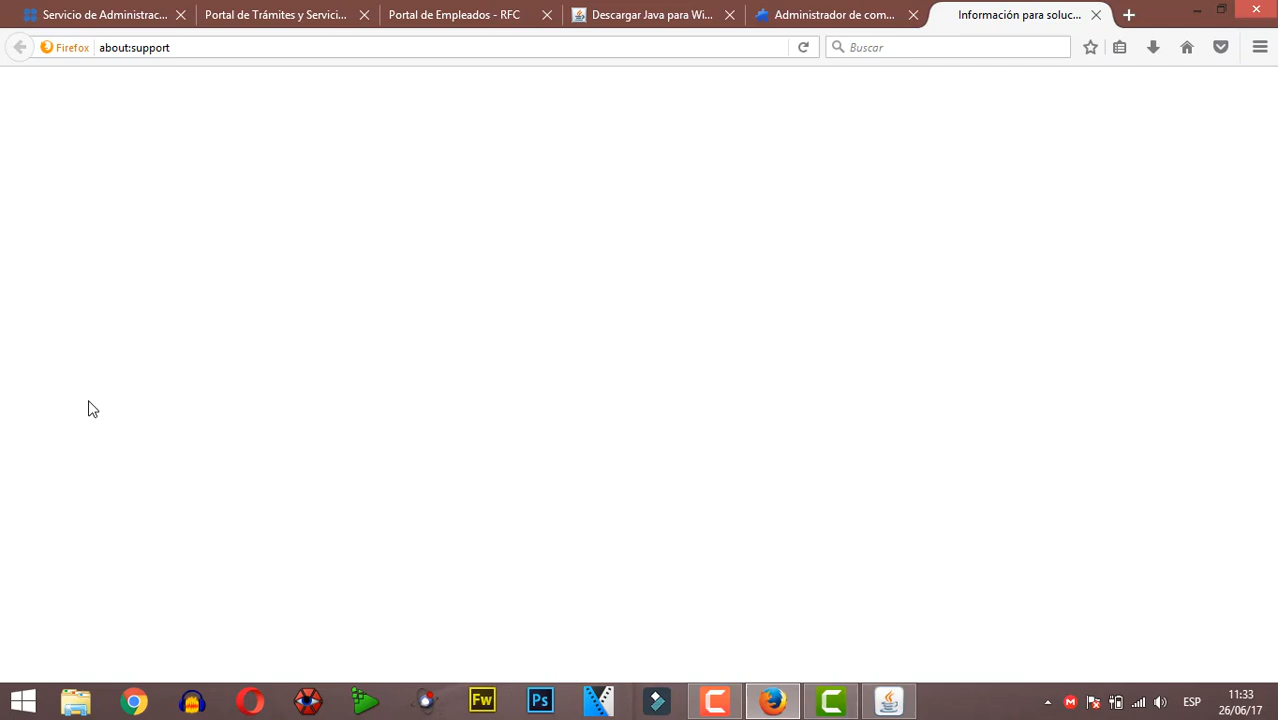 Servicio de Administrac...
Portal de Trámites y Servici...
Portal de Empleados - RFC
Descargar Java para Wi...
Administrador de com...
Información para soluc...
Firefox
about:support
Buscar
Fw
Ps
ESP
11:33
26/06/17